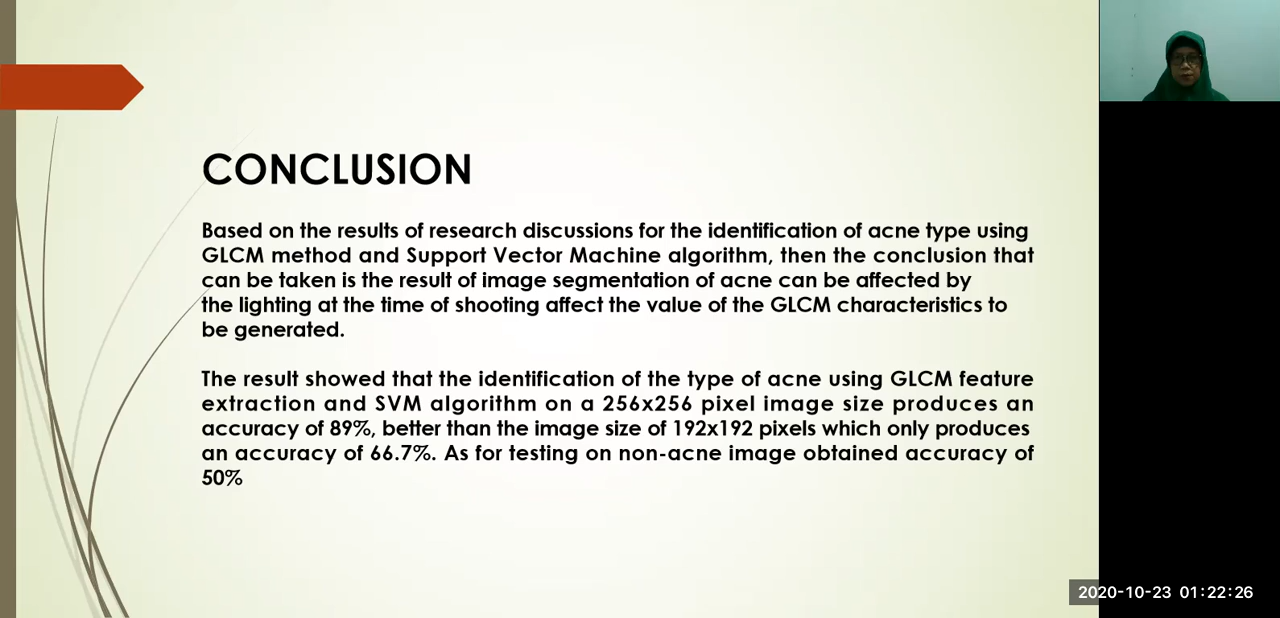 CONCLUSION
Based on the results of research discussions for the identification of acne type using
GLCM method and Support Vector Machine algorithm, then the conclusion that
can be taken is the result of image segmentation of acne can be affected by
the lighting at the time of shooting affect the value of the GLCM characteristics to
be generated.
The result showed that the identification of the type of acne using GLCM feature
extraction and SVM algorithm on a 256x256 pixel image size produces an
accuracy of 89%, better than the image size of 192x192 pixels which only produces
an accuracy of 66.7%. As for testing on non-acne image obtained accuracy of
50%
2020-10-23 01:22:26